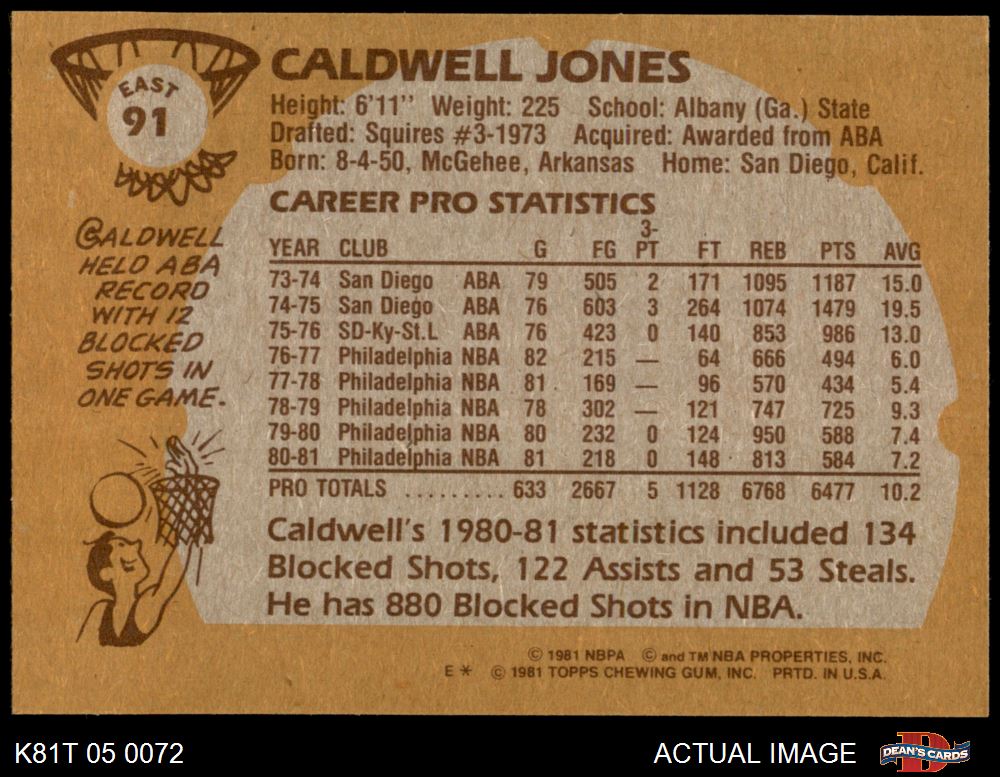 EAST
91
CALDWELL JONES
Height: 6'11'' Weight: 225 School: Albany (Ga.) State
Drafted: Squires #3-1973 Acquired: Awarded from ABA
Born: 8-4-50, McGehee, Arkansas Home: San Diego, Calif.
CALDWELL
HELD ABA
RECORD
WITH 12
BLOCKED
SHOTS IN
ONE GAME.
CAREER PRO STATISTICS
YEAR CLUB G FG 3-PT FT REB PTS AVG
73-74 San Diego ABA 79 505 2 171 1095 1187 15.0
74-75 San Diego ABA 76 603 3 264 1074 1479 19.5
75-76 SD-Ky-St.L ABA 76 423 0 140 853 986 13.0
76-77 Philadelphia NBA 82 215 — 64 666 494 6.0
77-78 Philadelphia NBA 81 169 — 96 570 434 5.4
78-79 Philadelphia NBA 78 302 — 121 747 725 9.3
79-80 Philadelphia NBA 80 232 0 124 950 588 7.4
80-81 Philadelphia NBA 81 218 0 148 813 584 7.2
PRO TOTALS ......... 633 2667 5 1128 6768 6477 10.2
Caldwell's 1980-81 statistics included 134
Blocked Shots, 122 Assists and 53 Steals.
He has 880 Blocked Shots in NBA.
© 1981 NBPA © and TM NBA PROPERTIES, INC.
E * © 1981 TOPPS CHEWING GUM, INC. PRTD. IN U.S.A.
K81T 05 0072
ACTUAL IMAGE
DEAN'S CARDS